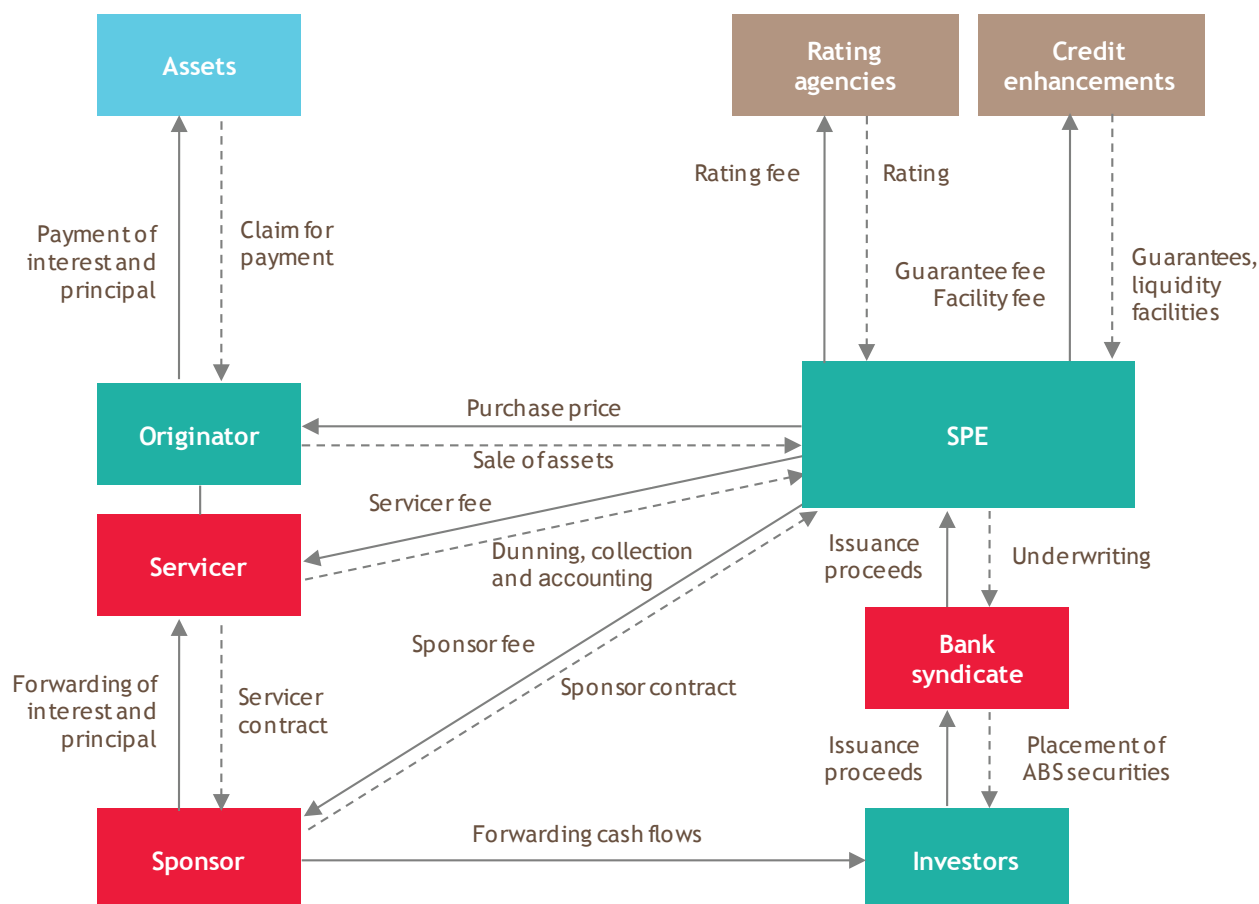 Assets
Rating
agencies
Credit
enhancements
Rating fee
Rating
Payment of
interest and
principal
Claim for
payment
Guarantee fee
Facility fee
Guarantees,
liquidity
facilities
Originator
Purchase price
Sale of assets
SPE
Servicer fee
Servicer
Dunning, collection
and accounting
Issuance
proceeds
Underwriting
Sponsor fee
Sponsor contract
Bank
syndicate
Forwarding of
interest and
principal
Servicer
contract
Issuance
proceeds
Placement of
ABS securities
Sponsor
Forwarding cash flows
Investors